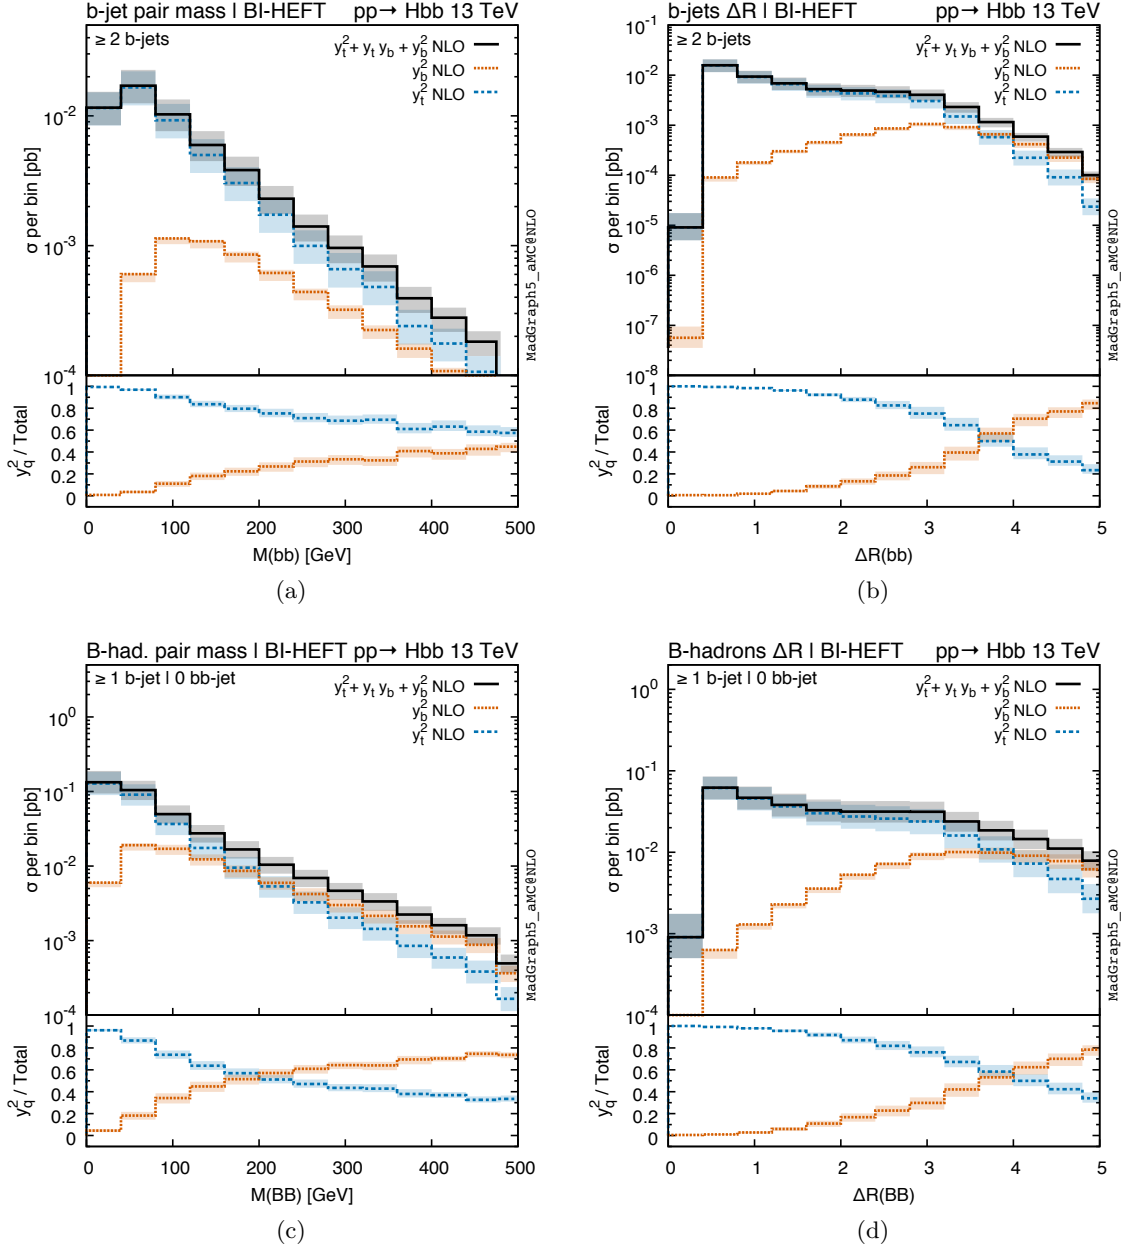 b-jet pair mass | BI-HEFT pp→ Hbb 13 TeV
≥ 2 b-jets
y_t^2 + y_t y_b + y_b^2 NLO
y_b^2 NLO
y_t^2 NLO
10^-2
10^-3
10^-4
σ per bin [pb]
MadGraph5_aMC@NLO
1
0.8
0.6
0.4
0.2
0
y_q^2 / Total
0 100 200 300 400 500
M(bb) [GeV]
(a)
b-jets ΔR | BI-HEFT pp→ Hbb 13 TeV
≥ 2 b-jets
y_t^2 + y_t y_b + y_b^2 NLO
y_b^2 NLO
y_t^2 NLO
10^-1
10^-2
10^-3
10^-4
10^-5
10^-6
10^-7
10^-8
σ per bin [pb]
MadGraph5_aMC@NLO
1
0.8
0.6
0.4
0.2
0
y_q^2 / Total
0 1 2 3 4 5
ΔR(bb)
(b)
B-had. pair mass | BI-HEFT pp→ Hbb 13 TeV
≥ 1 b-jet | 0 bb-jet
y_t^2 + y_t y_b + y_b^2 NLO
y_b^2 NLO
y_t^2 NLO
10^0
10^-1
10^-2
10^-3
10^-4
σ per bin [pb]
MadGraph5_aMC@NLO
1
0.8
0.6
0.4
0.2
0
y_q^2 / Total
0 100 200 300 400 500
M(BB) [GeV]
(c)
B-hadrons ΔR | BI-HEFT pp→ Hbb 13 TeV
≥ 1 b-jet | 0 bb-jet
y_t^2 + y_t y_b + y_b^2 NLO
y_b^2 NLO
y_t^2 NLO
10^0
10^-1
10^-2
10^-3
10^-4
σ per bin [pb]
MadGraph5_aMC@NLO
1
0.8
0.6
0.4
0.2
0
y_q^2 / Total
0 1 2 3 4 5
ΔR(BB)
(d)